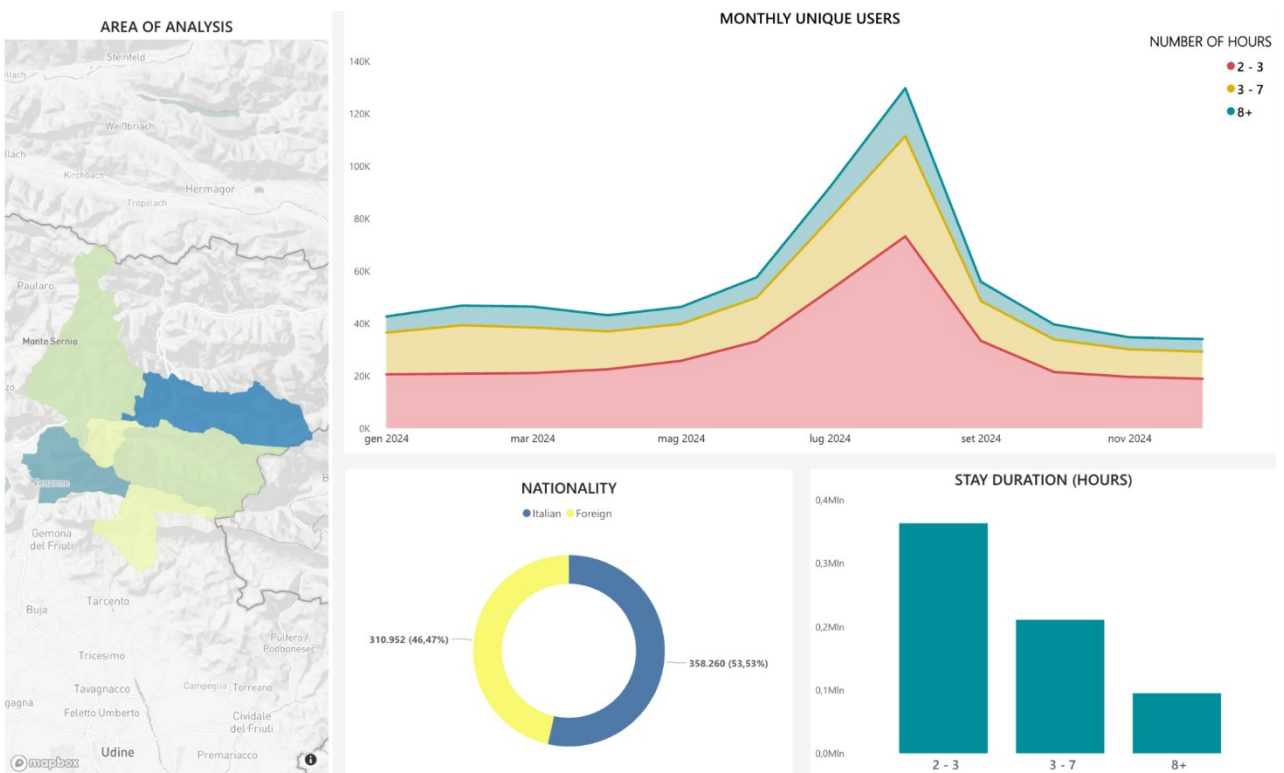 AREA OF ANALYSIS
Steinfeld
Weißbriach
Kirchbach
Hermagor
Tröpolach
Paularo
Monte Sernio
Venzone
Gemona
del Friuli
Buja
Tarcento
Pulfero /
Podbonesec
Tricesimo
Tavagnacco
Campeglio
Torreano
Feletto Umberto
Cividale
del Friuli
Udine
Premariacco
mapbox
MONTHLY UNIQUE USERS
NUMBER OF HOURS
2 - 3
3 - 7
8+
140K
120K
100K
80K
60K
40K
20K
0K
gen 2024
mar 2024
mag 2024
lug 2024
set 2024
nov 2024
NATIONALITY
Italian
Foreign
310.952 (46,47%)
358.260 (53,53%)
STAY DURATION (HOURS)
0,4Mln
0,3Mln
0,2Mln
0,1Mln
0,0Mln
2 - 3
3 - 7
8+